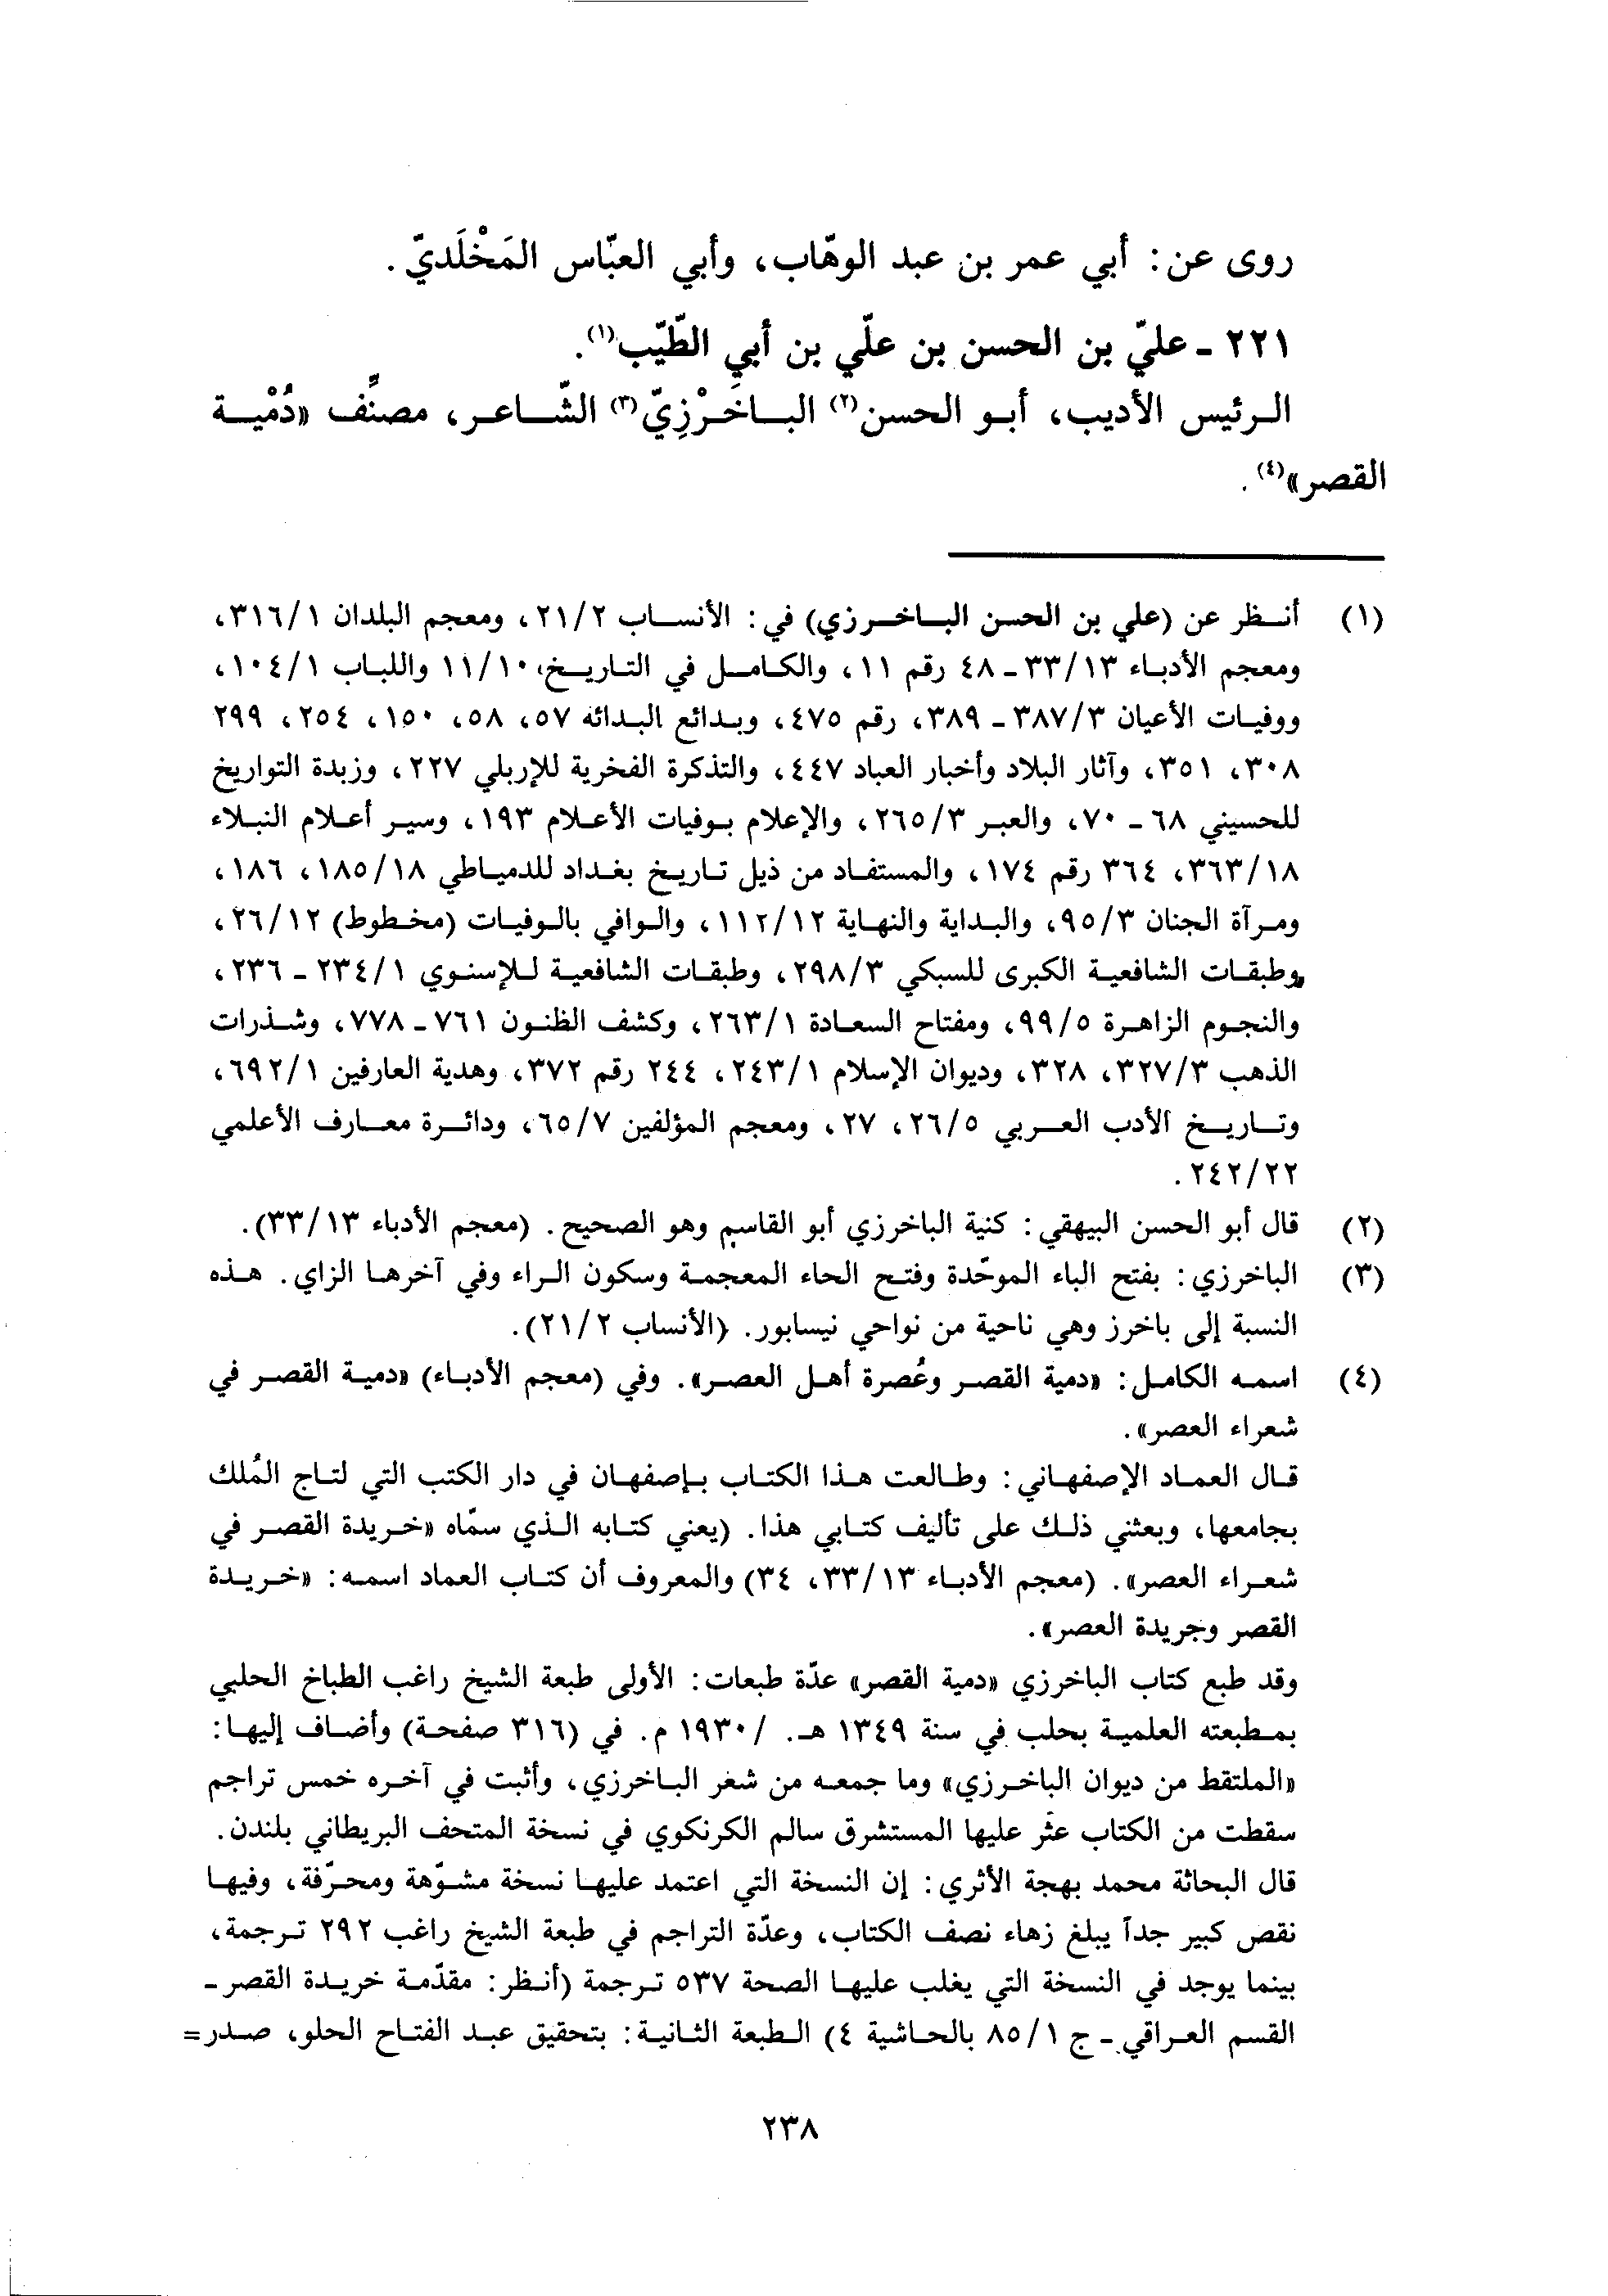 روى عن: أبي عمر بن عبد الوهّاب، وأبي العبّاس المَخْلَديّ.
٢٢١ ـ عليّ بن الحسن بن علّي بن أبي الطّيّب(١).
الرئيس الأديب، أبو الحسن(٢) الباخَرْزِيّ(٣) الشّاعر، مصنِّف «دُمْية
القصر»(٤).
(١) أنظر عن (علي بن الحسن الباخرزي) في: الأنساب ٢١/٢، ومعجم البلدان ٣١٦/١،
ومعجم الأدباء ٣٣/١٣ ـ ٤٨ رقم ١١، والكامل في التاريخ، ١١/١٠ واللباب ١٠٤/١،
ووفيات الأعيان ٣٨٧/٣ ـ ٣٨٩، رقم ٤٧٥، وبدائع البدائه ٥٧، ٥٨، ١٥٠، ٢٥٤، ٢٩٩
٣٠٨، ٣٥١، وآثار البلاد وأخبار العباد ٤٤٧، والتذكرة الفخرية للإربلي ٢٢٧، وزبدة التواريخ
للحسيني ٦٨ ـ ٧٠، والعبر ٢٦٥/٣، والإعلام بوفيات الأعلام ١٩٣، وسير أعلام النبلاء
٣٦٣/١٨، ٣٦٤ رقم ١٧٤، والمستفاد من ذيل تاريخ بغداد للدمياطي ١٨٥/١٨، ١٨٦،
ومرآة الجنان ٩٥/٣، والبداية والنهاية ١١٢/١٢، والوافي بالوفيات (مخطوط) ٢٦/١٢،
وطبقات الشافعية الكبرى للسبكي ٢٩٨/٣، وطبقات الشافعية للإسنوي ٢٣٤/١ ـ ٢٣٦،
والنجوم الزاهرة ٩٩/٥، ومفتاح السعادة ٢٦٣/١، وكشف الظنون ٧٦١ ـ ٧٧٨، وشذرات
الذهب ٣٢٧/٣، ٣٢٨، وديوان الإسلام ٢٤٣/١، ٢٤٤ رقم ٣٧٢، وهدية العارفين ٦٩٢/١،
وتاريخ الأدب العربي ٢٦/٥، ٢٧، ومعجم المؤلفين ٦٥/٧، ودائرة معارف الأعلمي
٢٤٢/٢٢.
(٢) قال أبو الحسن البيهقي: كنية الباخرزي أبو القاسم وهو الصحيح. (معجم الأدباء ٣٣/١٣).
(٣) الباخرزي: بفتح الباء الموحّدة وفتح الحاء المعجمة وسكون الراء وفي آخرها الزاي. هذه
النسبة إلى باخرز وهي ناحية من نواحي نيسابور. (الأنساب ٢١/٢).
(٤) اسمه الكامل: «دمية القصر وعُصرة أهل العصر». وفي (معجم الأدباء) «دمية القصر في
شعراء العصر».
قال العماد الإصفهاني: وطالعت هذا الكتاب بإصفهان في دار الكتب التي لتاج المُلك
بجامعها، وبعثني ذلك على تأليف كتابي هذا. (يعني كتابه الذي سمّاه «خريدة القصر في
شعراء العصر». (معجم الأدباء ٣٣/١٣، ٣٤) والمعروف أن كتاب العماد اسمه: «خريدة
القصر وجريدة العصر».
وقد طبع كتاب الباخرزي «دمية القصر» عدّة طبعات: الأولى طبعة الشيخ راغب الطباخ الحلبي
بمطبعته العلمية بحلب في سنة ١٣٤٩ هـ. /١٩٣٠ م. في (٣١٦ صفحة) وأضاف إليها:
«الملتقط من ديوان الباخرزي» وما جمعه من شعر الباخرزي، وأثبت في آخره خمس تراجم
سقطت من الكتاب عثر عليها المستشرق سالم الكرنكوي في نسخة المتحف البريطاني بلندن.
قال البحاثة محمد بهجة الأثري: إن النسخة التي اعتمد عليها نسخة مشوّهة ومحرّفة، وفيها
نقص كبير جداً يبلغ زهاء نصف الكتاب، وعدّة التراجم في طبعة الشيخ راغب ٢٩٢ ترجمة،
بينما يوجد في النسخة التي يغلب عليها الصحة ٥٣٧ ترجمة (أنظر: مقدّمة خريدة القصر ـ
القسم العراقي ـ ج ٨٥/١ بالحاشية ٤) الطبعة الثانية: بتحقيق عبد الفتاح الحلو، صدر=
٢٣٨